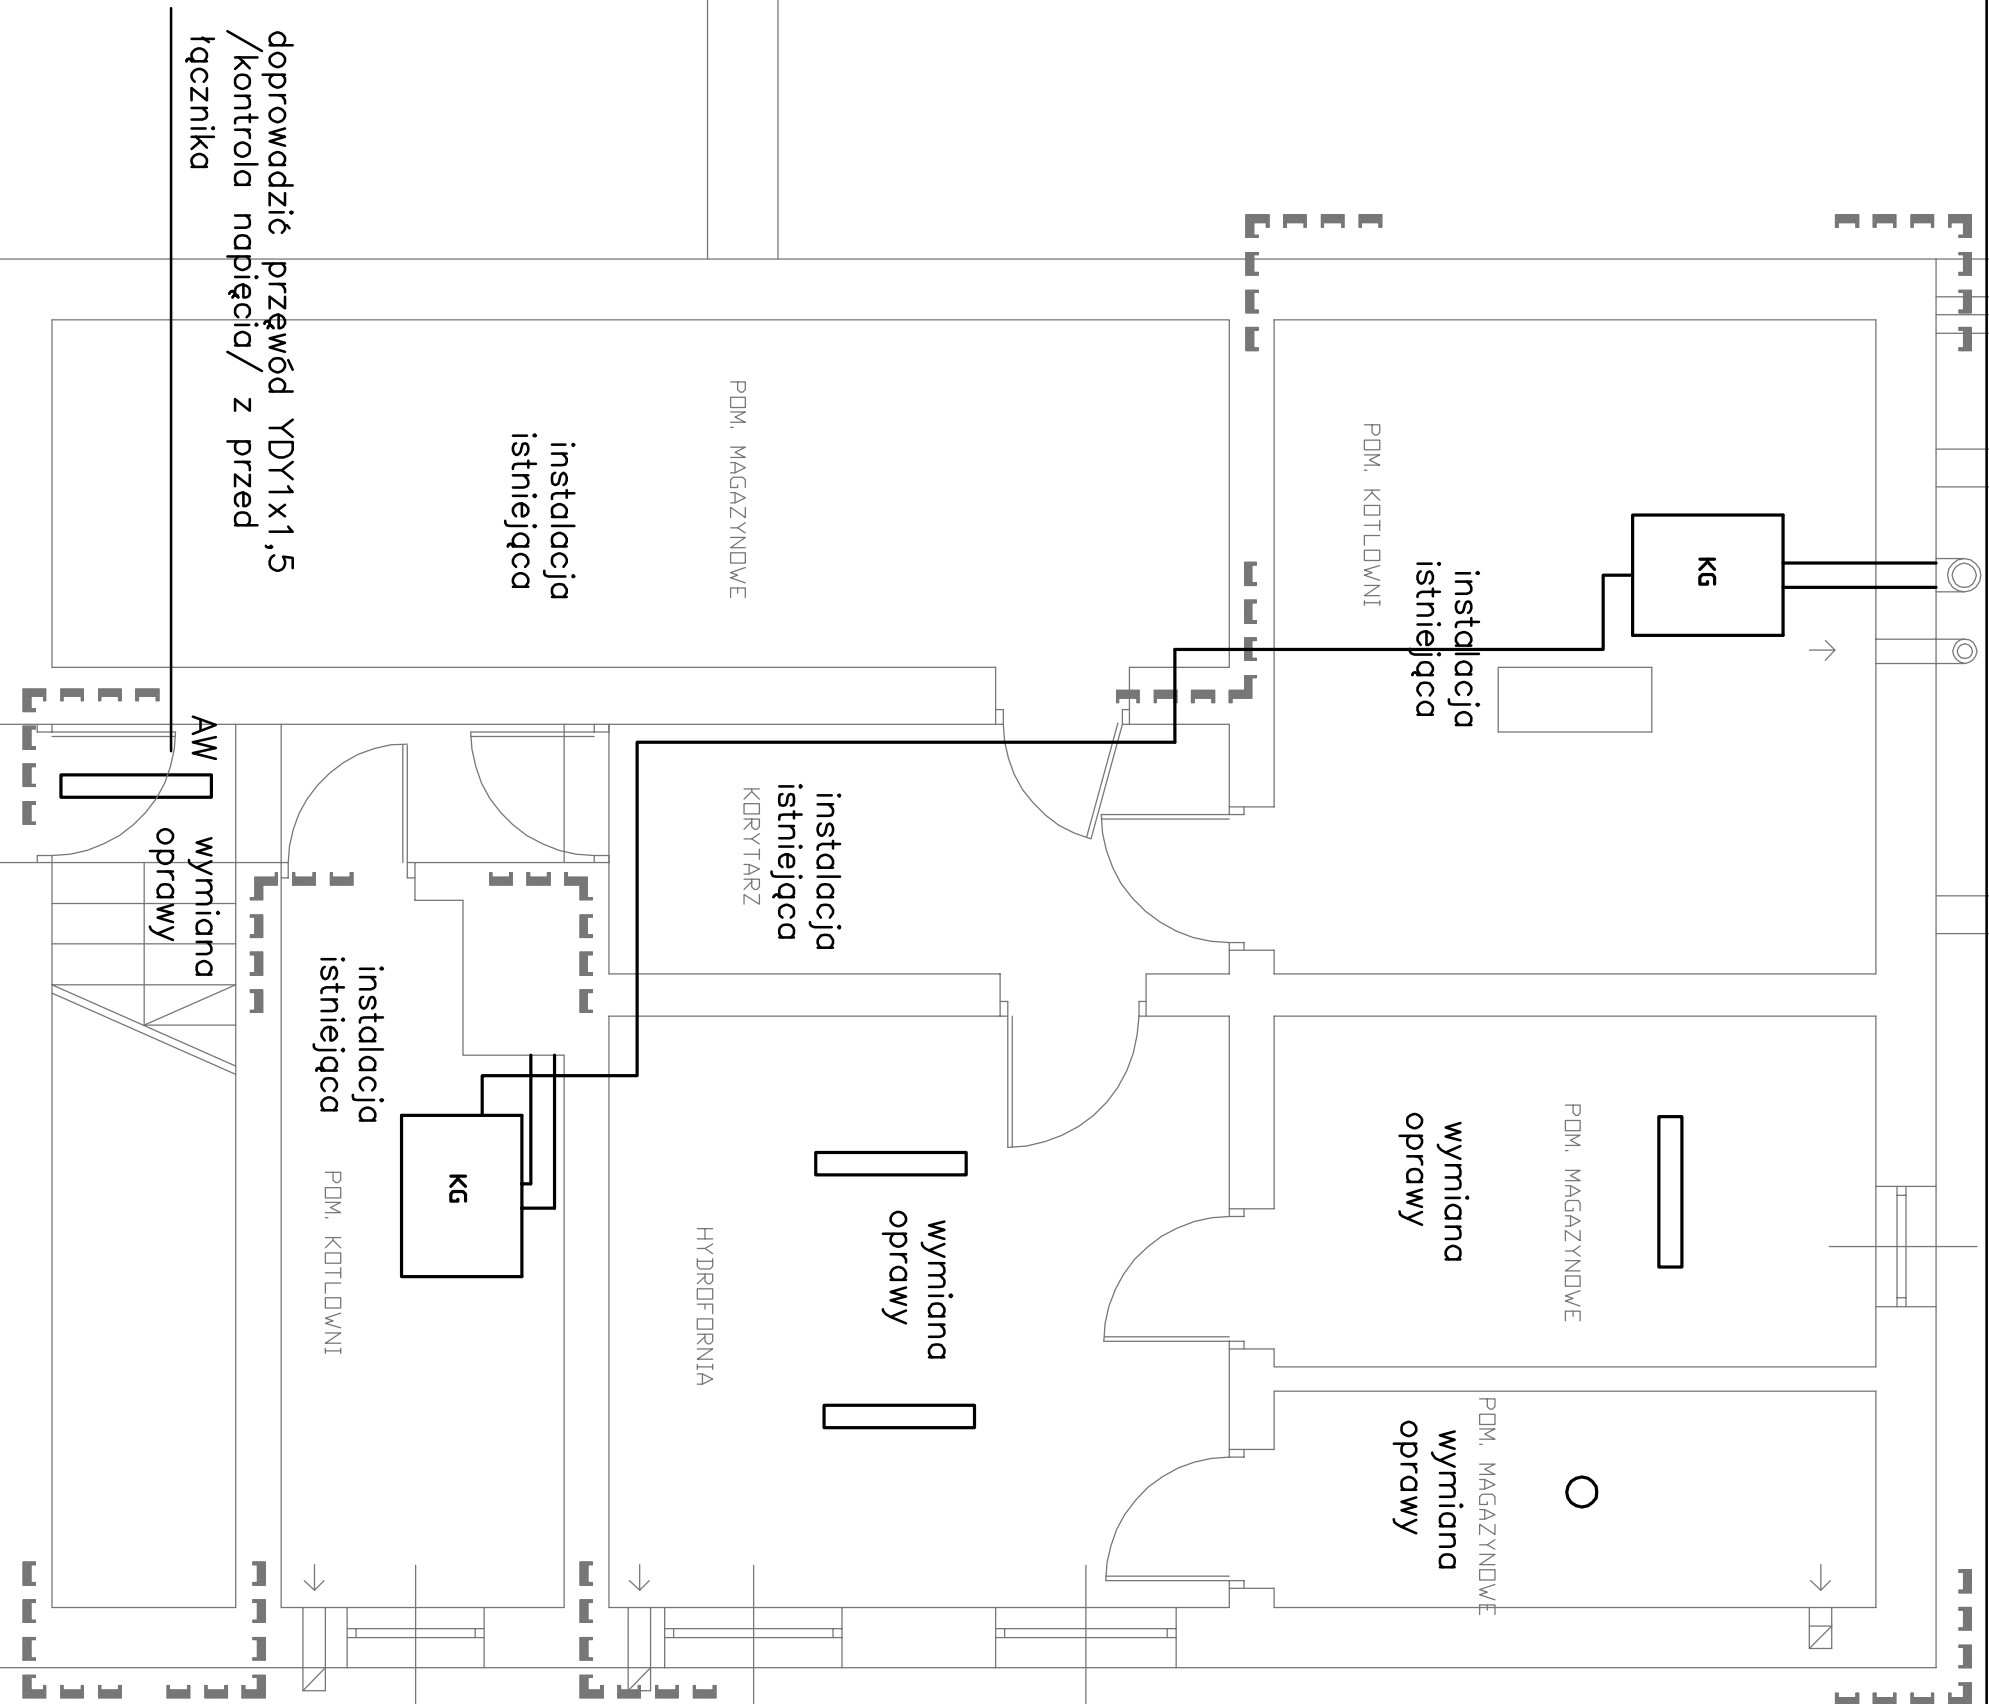 doprowadzić przewód YDY1x1,5
/kontrola napięcia/ z przed
łącznika
POM. MAGAZYNOWE
instalacja
istniejąca
POM. KOTLOWNI
KG
instalacja
istniejąca
AW
wymiana
oprawy
instalacja
istniejąca
KORYTARZ
instalacja
istniejąca
KG
POM. KOTLOWNI
wymiana
oprawy
HYDROFORNIA
POM. MAGAZYNOWE
wymiana
oprawy
POM. MAGAZYNOWE
wymiana
oprawy